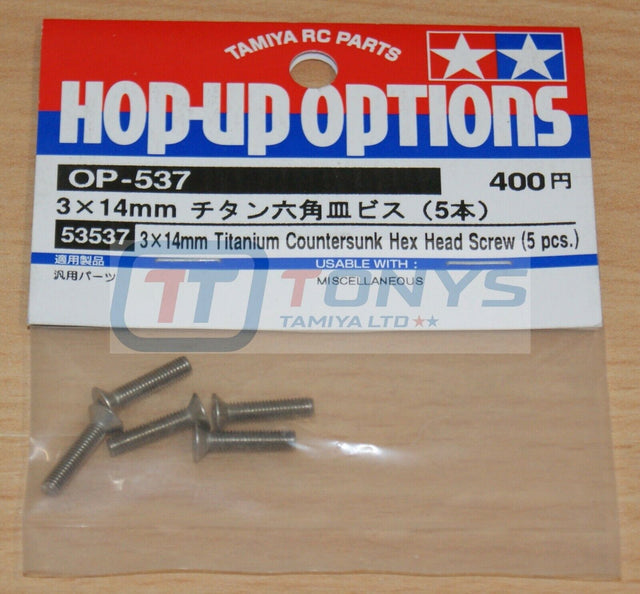 TAMIYA RC PARTS
HOP-UP OPTIONS
OP-537
400円
3×14mm チタン六角皿ビス (5本)
53537 3×14mm Titanium Countersunk Hex Head Screw (5 pcs.)
適用製品
汎用パーツ
USABLE WITH :
MISCELLANEOUS
TT TONYS
TAMIYA LTD